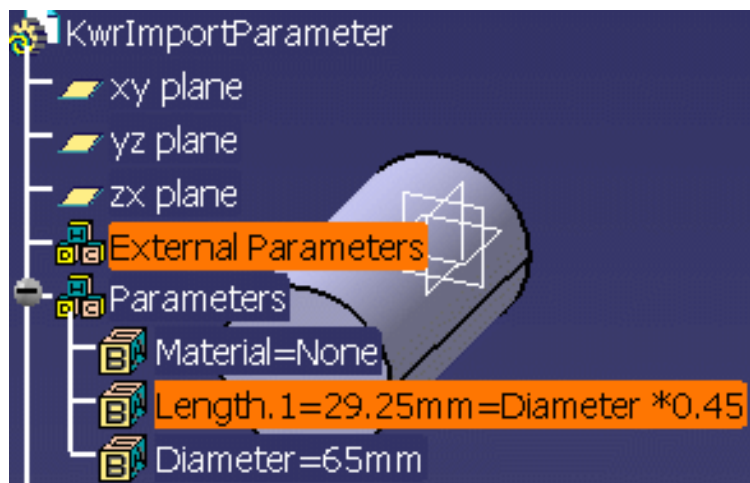 KwrImportParameter
xy plane
yz plane
zx plane
External Parameters
Parameters
Material=None
Length.1=29.25mm=Diameter *0.45
Diameter=65mm